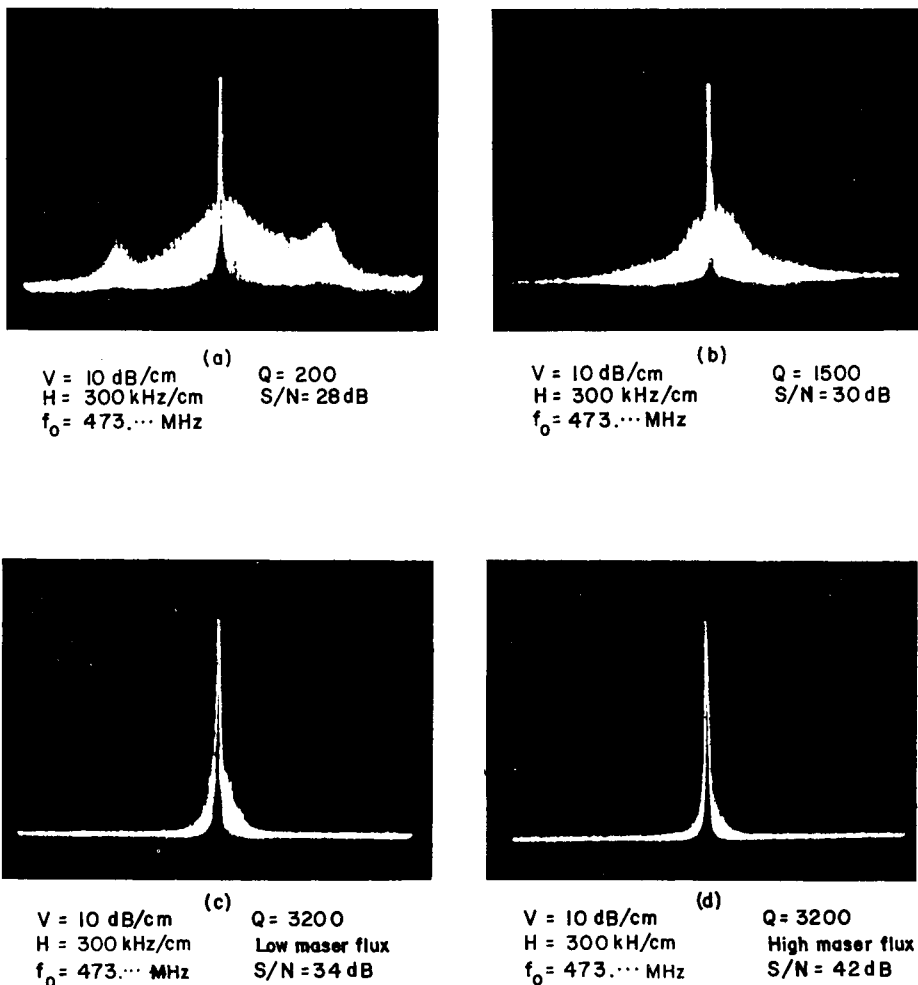 (a)
V = 10 dB/cm Q = 200
H = 300 kHz/cm S/N = 28 dB
f₀ = 473.··· MHz
(b)
V = 10 dB/cm Q = 1500
H = 300 kHz/cm S/N = 30 dB
f₀ = 473.··· MHz
(c)
V = 10 dB/cm Q = 3200
H = 300 kHz/cm Low maser flux
f₀ = 473.··· MHz S/N = 34 dB
(d)
V = 10 dB/cm Q = 3200
H = 300 kH/cm High maser flux
f₀ = 473.··· MHz S/N = 42 dB